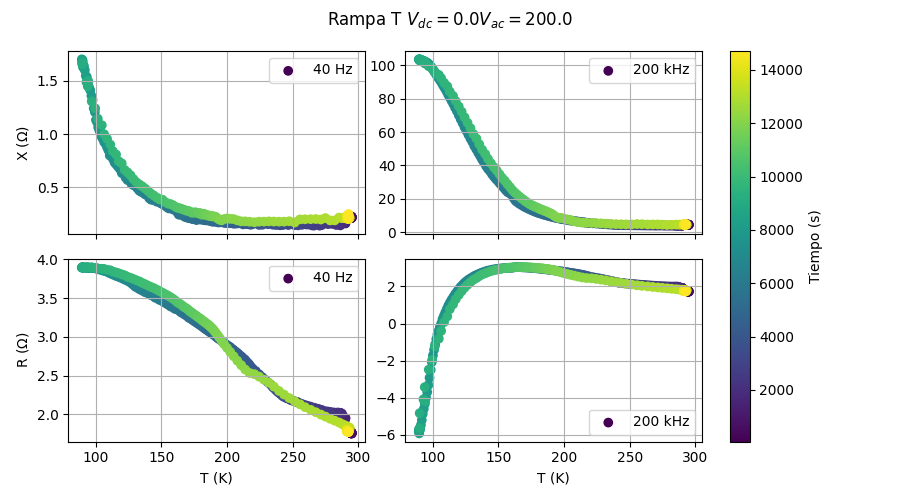 Rampa T $V_{dc} = 0.0V_{ac} = 200.0$
40 Hz
200 kHz
X (Ω)
1.5
1.0
0.5
100
80
60
40
20
0
40 Hz
200 kHz
R (Ω)
4.0
3.5
3.0
2.5
2.0
2
0
−2
−4
−6
100 150 200 250 300
100 150 200 250 300
T (K)
T (K)
14000
12000
10000
8000
6000
4000
2000
Tiempo (s)